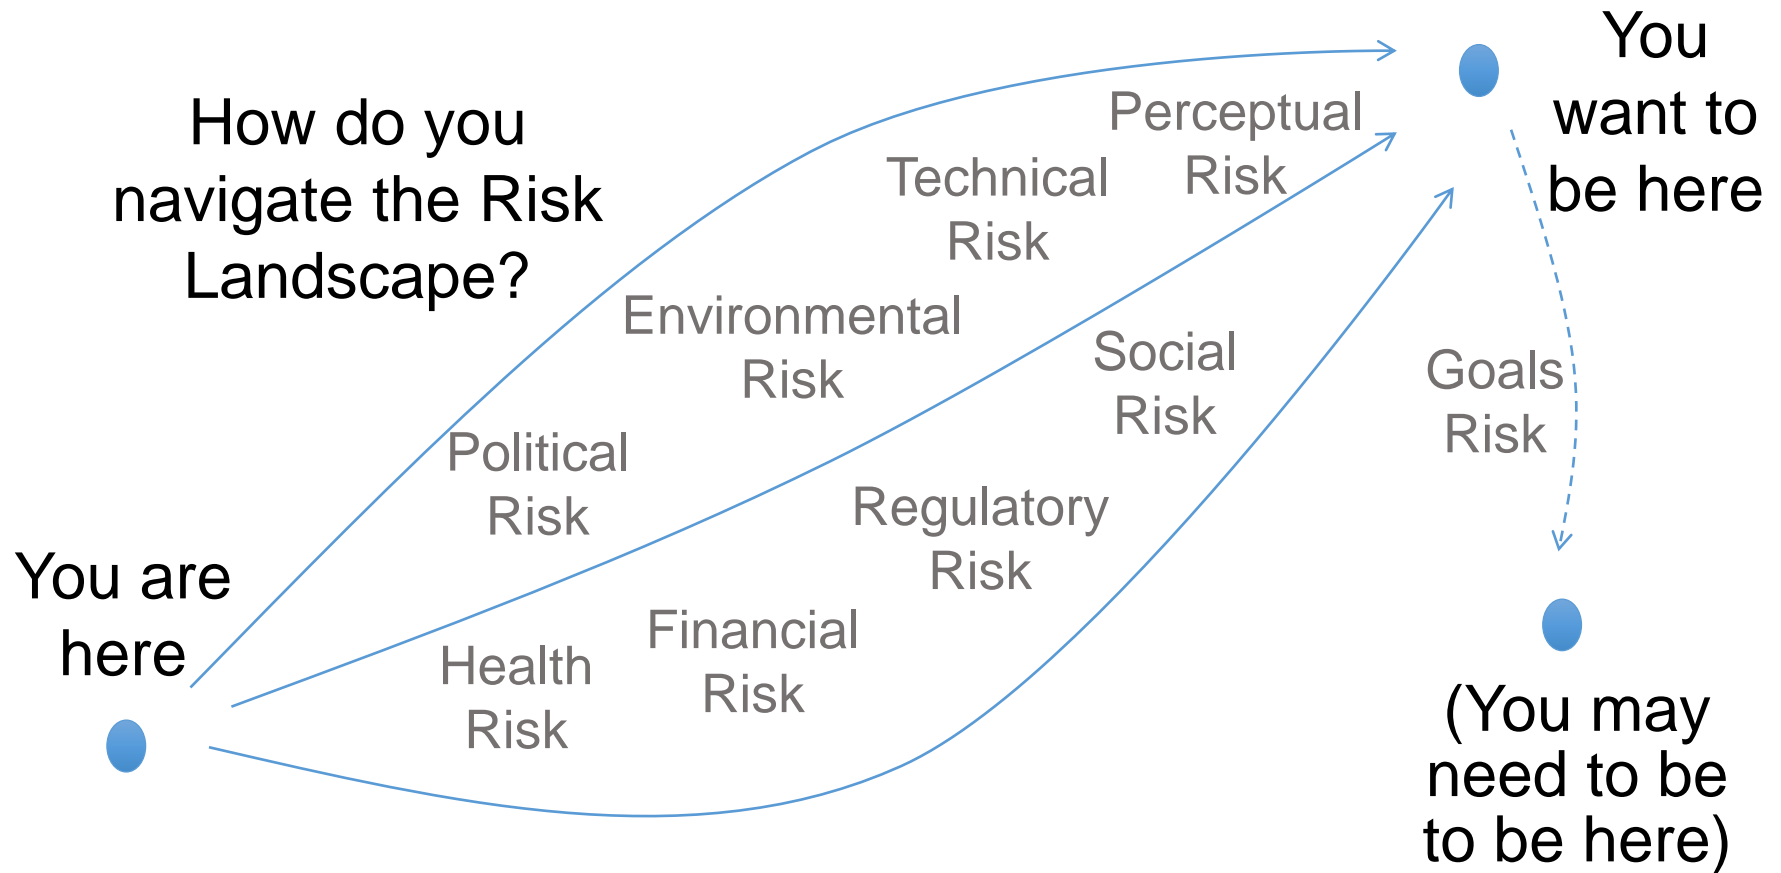 How do you
navigate the Risk
Landscape?
You
want to
be here
Perceptual
Risk
Technical
Risk
Environmental
Risk
Social
Risk
Goals
Risk
Political
Risk
Regulatory
Risk
You are
here
Financial
Risk
Health
Risk
(You may
need to be
to be here)